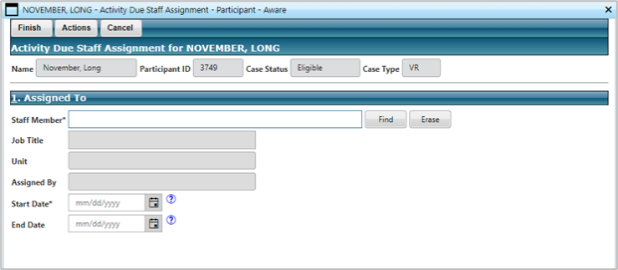 NOVEMBER, LONG - Activity Due Staff Assignment - Participant - Aware
Finish Actions Cancel
Activity Due Staff Assignment for NOVEMBER, LONG
Name November, Long Participant ID 3749 Case Status Eligible Case Type VR
1. Assigned To
Staff Member* Find Erase
Job Title
Unit
Assigned By
Start Date* mm/dd/yyyy ?
End Date mm/dd/yyyy ?